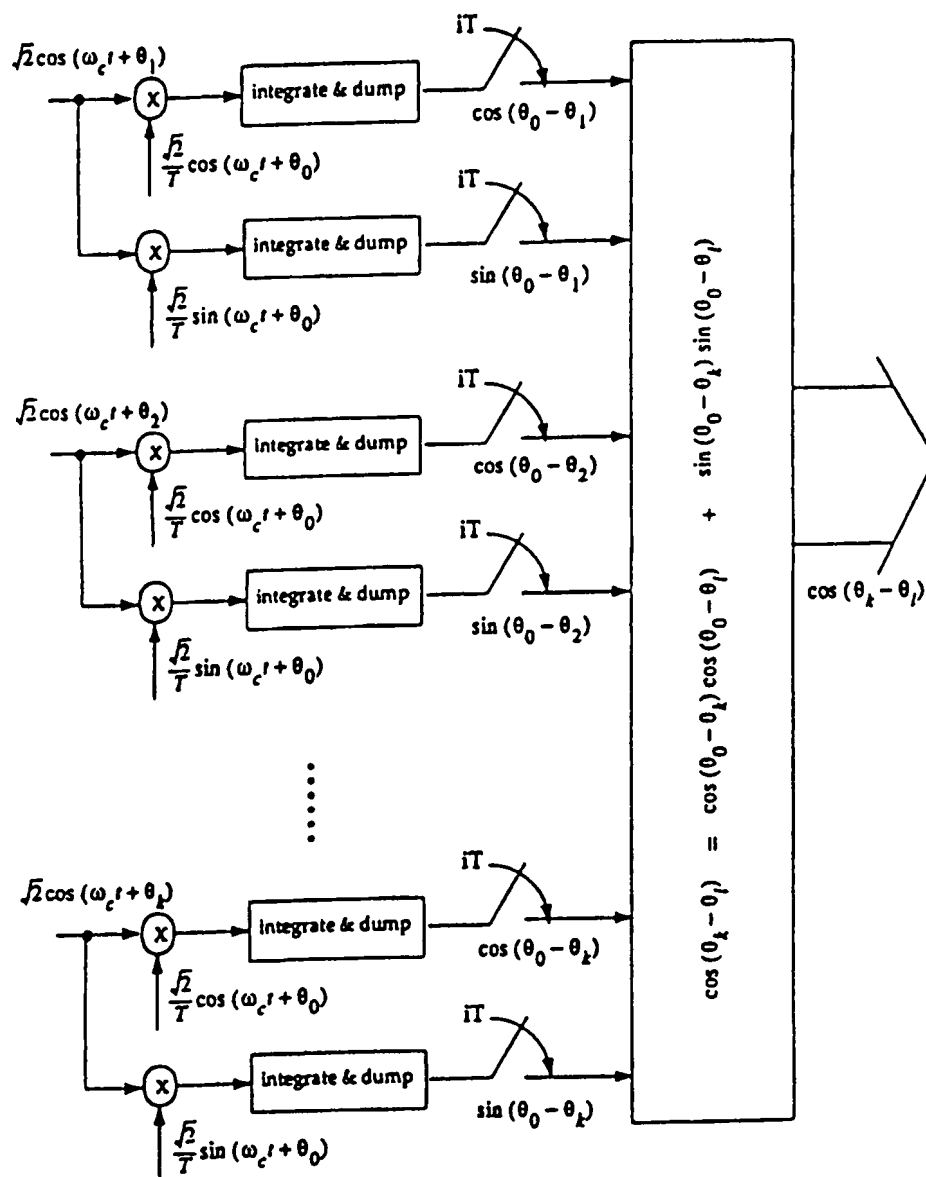 √2 cos (ω_c t + θ_1)
X
integrate & dump
iT
cos (θ_0 − θ_1)
√2/T cos (ω_c t + θ_0)
X
integrate & dump
iT
sin (θ_0 − θ_1)
√2/T sin (ω_c t + θ_0)
√2 cos (ω_c t + θ_2)
X
integrate & dump
iT
cos (θ_0 − θ_2)
√2/T cos (ω_c t + θ_0)
X
integrate & dump
iT
sin (θ_0 − θ_2)
√2/T sin (ω_c t + θ_0)
√2 cos (ω_c t + θ_k)
X
integrate & dump
iT
cos (θ_0 − θ_k)
√2/T cos (ω_c t + θ_0)
X
integrate & dump
iT
sin (θ_0 − θ_k)
√2/T sin (ω_c t + θ_0)
cos (θ_k − θ_l) = cos (θ_0 − θ_k) cos (θ_0 − θ_l) + sin (θ_0 − θ_k) sin (θ_0 − θ_l)
cos (θ_k − θ_l)